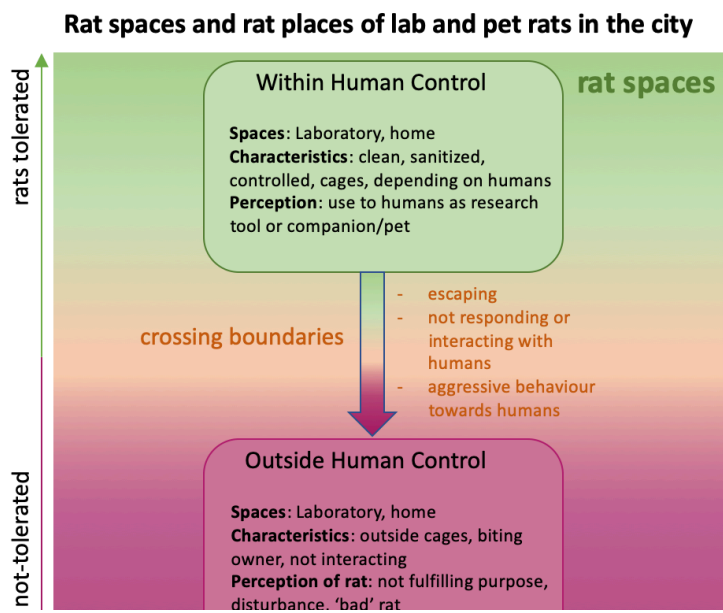 Rat spaces and rat places of lab and pet rats in the city
rats tolerated
rat spaces
Within Human Control
Spaces: Laboratory, home
Characteristics: clean, sanitized,
controlled, cages, depending on humans
Perception: use to humans as research
tool or companion/pet
crossing boundaries
- escaping
- not responding or
interacting with
humans
- aggressive behaviour
towards humans
not-tolerated
Outside Human Control
Spaces: Laboratory, home
Characteristics: outside cages, biting
owner, not interacting
Perception of rat: not fulfilling purpose,
disturbance, ‘bad’ rat